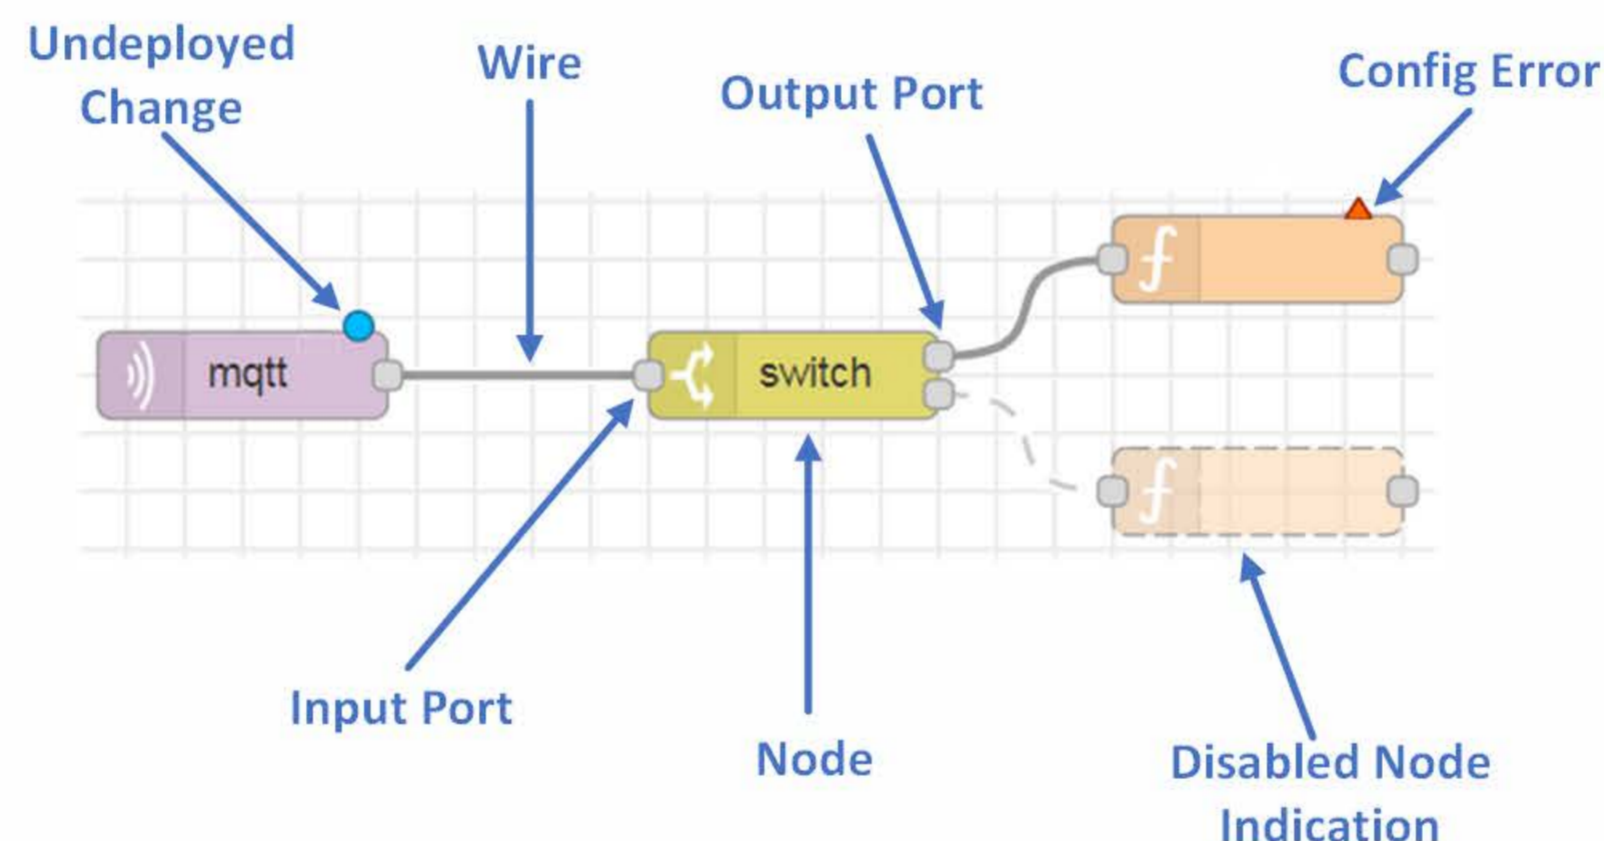 Undeployed
Change
Wire
Output Port
Config Error
mqtt
switch
Input Port
Node
Disabled Node
Indication